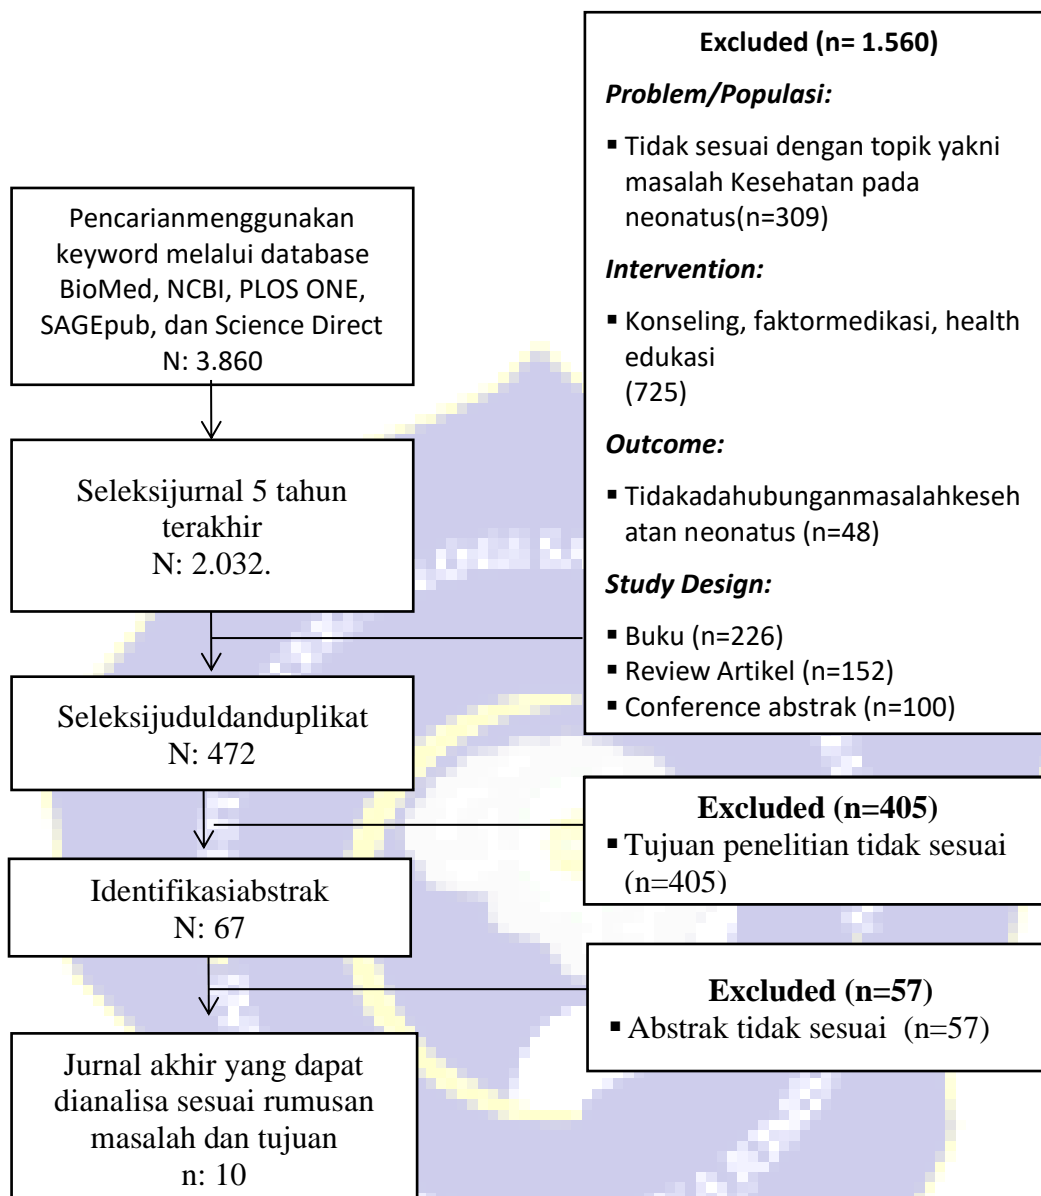 Excluded (n= 1.560)
Problem/Populasi:
▪ Tidak sesuai dengan topik yakni
masalah Kesehatan pada
neonatus(n=309)
Intervention:
▪ Konseling, faktormedikasi, health
edukasi
(725)
Outcome:
▪ Tidakadahubunganmasalahkeseh
atan neonatus (n=48)
Study Design:
▪ Buku (n=226)
▪ Review Artikel (n=152)
▪ Conference abstrak (n=100)
Pencarianmenggunakan
keyword melalui database
BioMed, NCBI, PLOS ONE,
SAGEpub, dan Science Direct
N: 3.860
Seleksijurnal 5 tahun
terakhir
N: 2.032.
Seleksijuduldanduplikat
N: 472
Excluded (n=405)
▪ Tujuan penelitian tidak sesuai
(n=405)
Identifikasiabstrak
N: 67
Excluded (n=57)
▪ Abstrak tidak sesuai (n=57)
Jurnal akhir yang dapat
dianalisa sesuai rumusan
masalah dan tujuan
n: 10